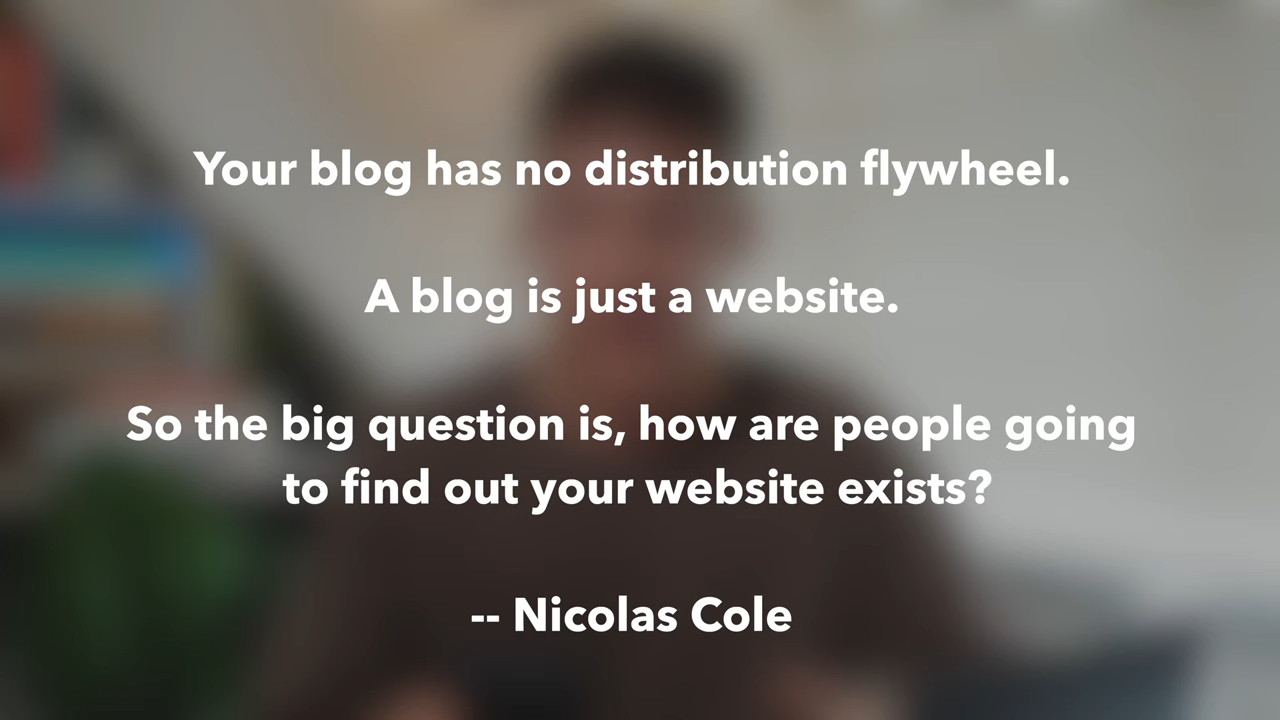 Your blog has no distribution flywheel.
A blog is just a website.
So the big question is, how are people going
to find out your website exists?
-- Nicolas Cole